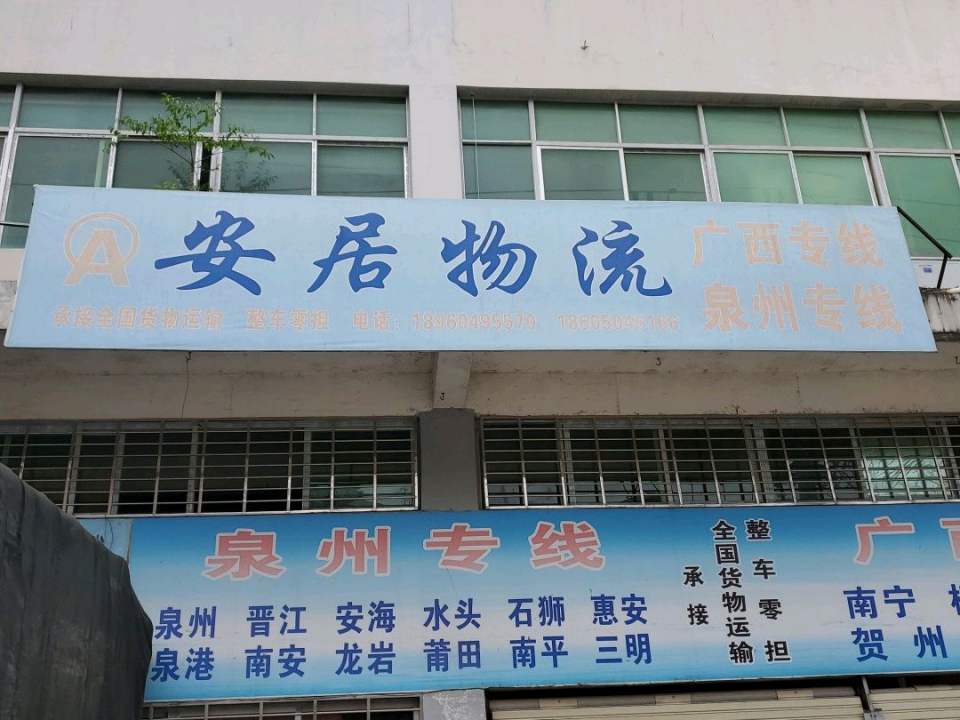 A
安居物流
广西专线
泉州专线
承接全国货物运输 整车零担 电话:18960495570
泉州专线
泉州 晋江 安海 水头 石狮 惠安
泉港 南安 龙岩 莆田 南平 三明
承接
全国货物运输
整车零担
广西
南宁
贺州